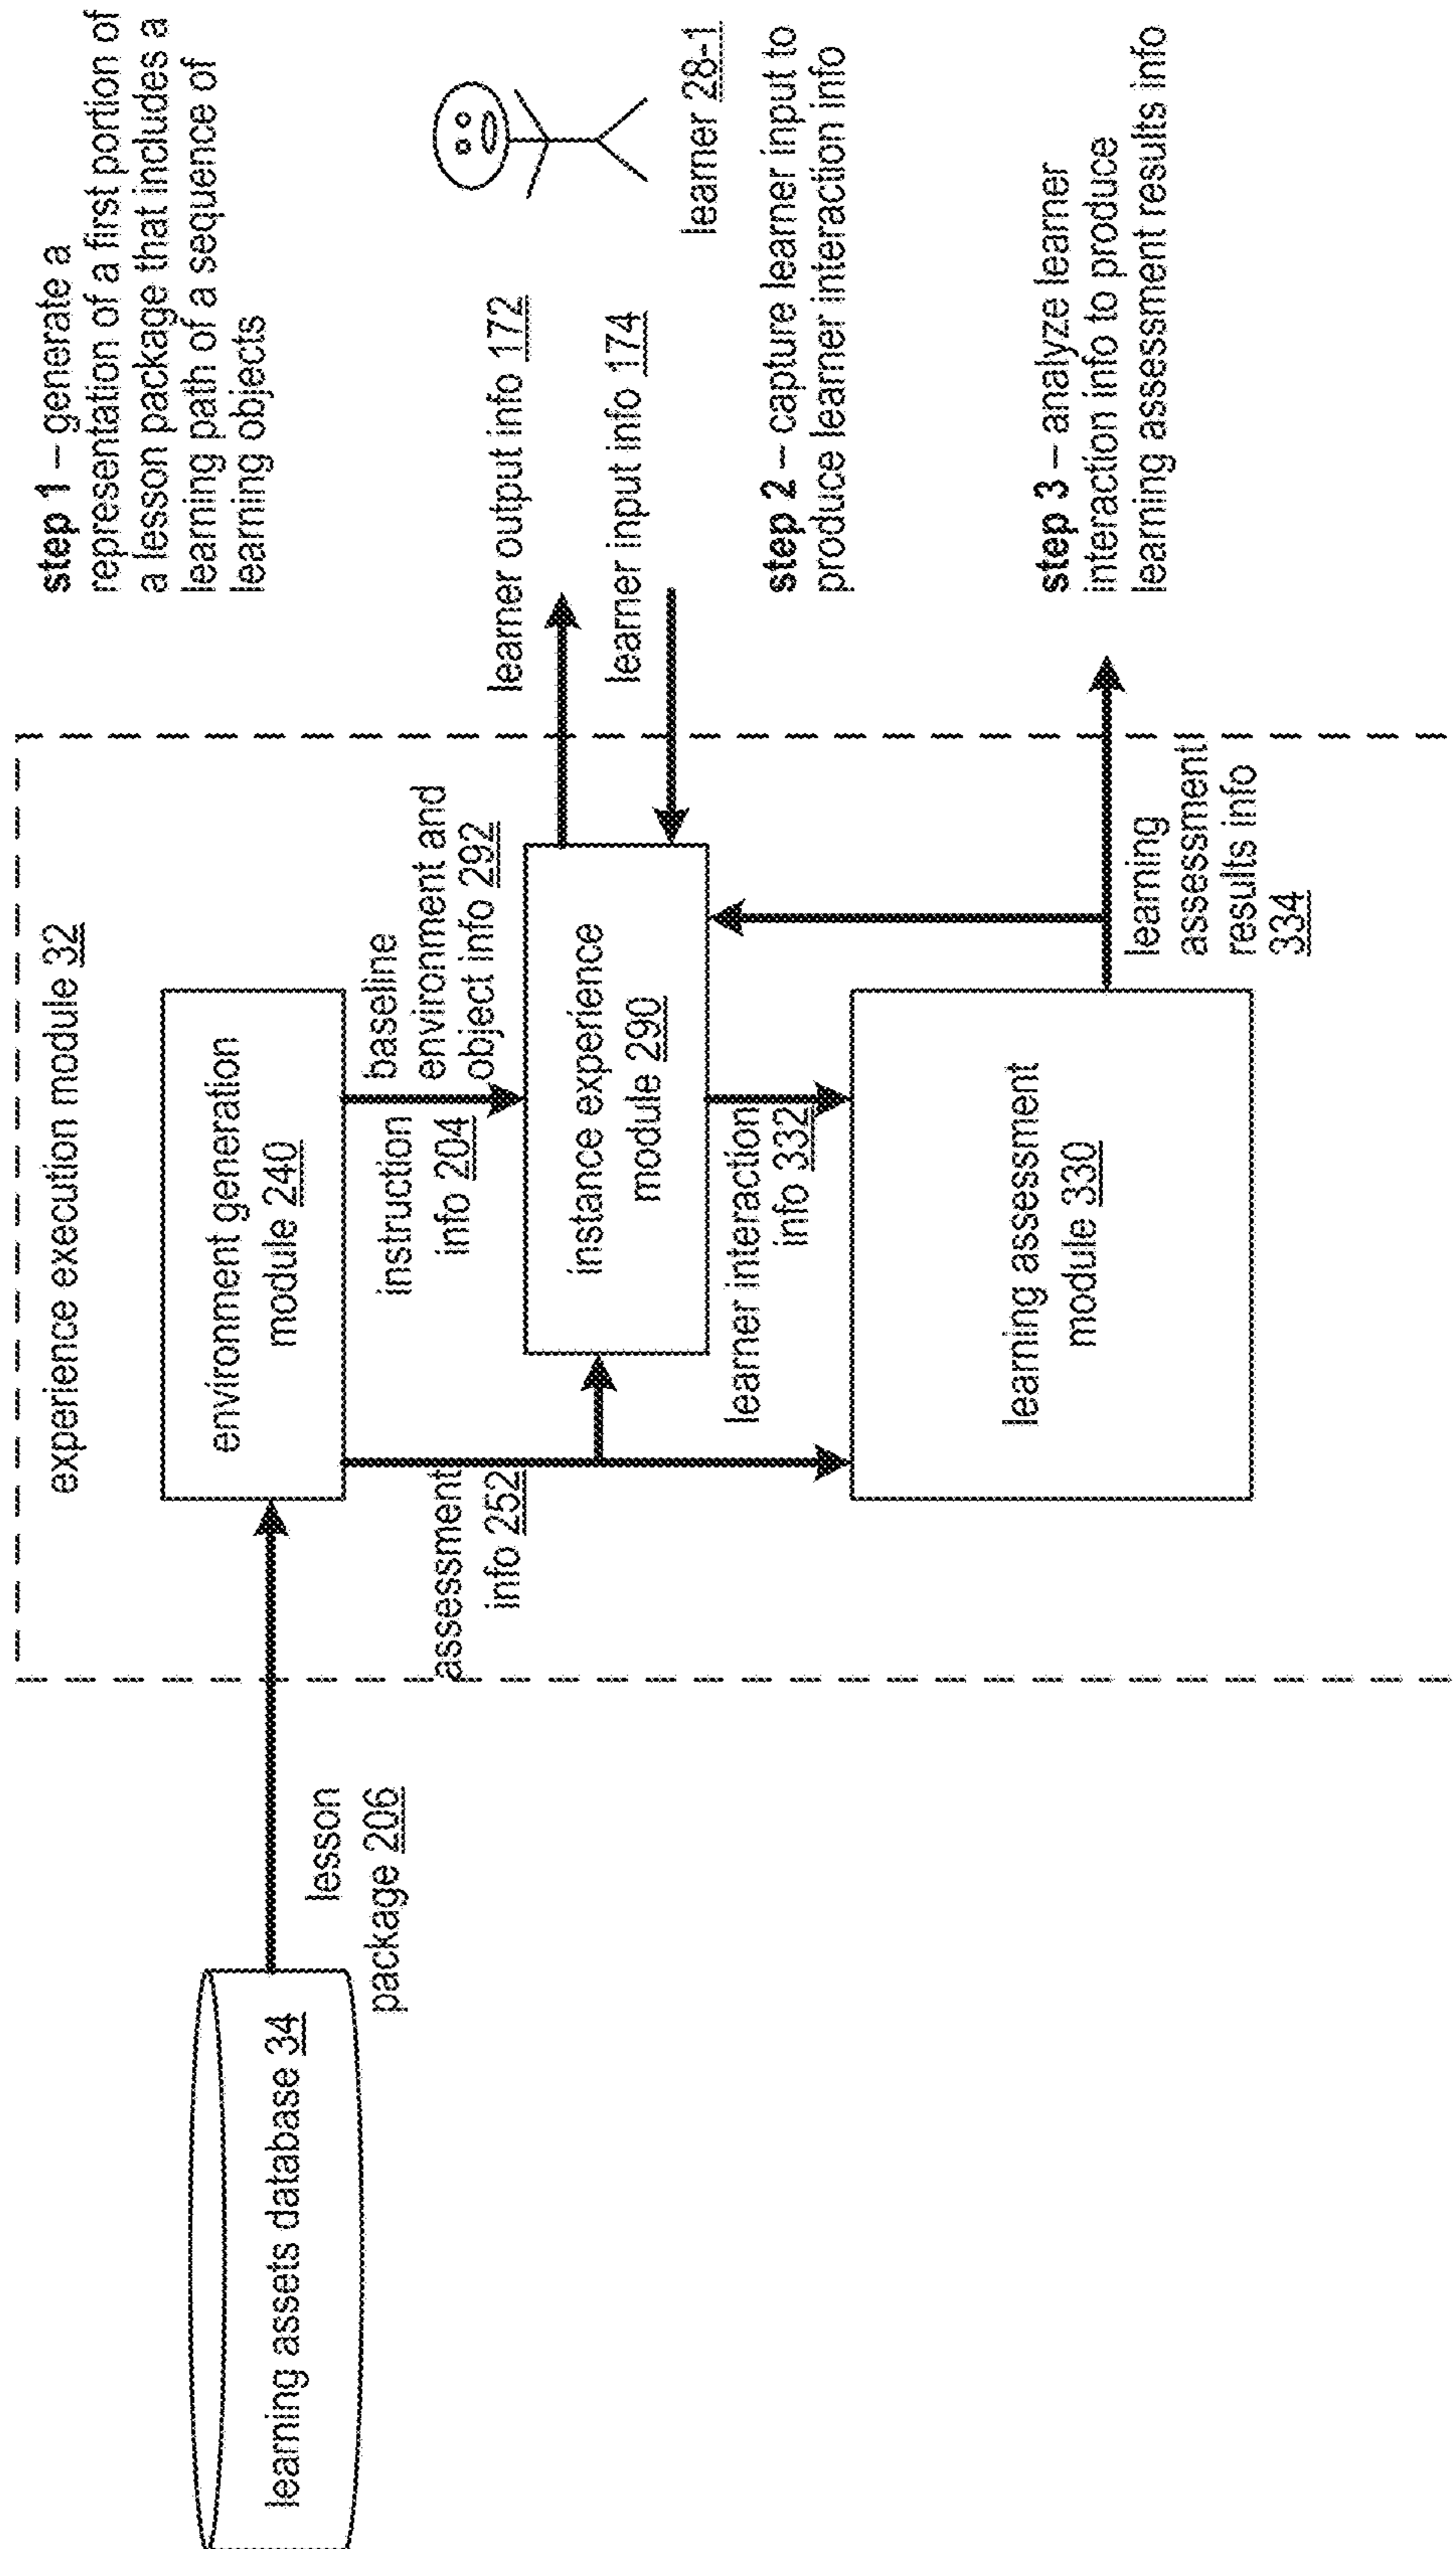 experience execution module 32
learning assets database 34
lesson
package 206
environment generation
module 240
assessment
info 252
instruction
info 204
baseline
environment and
object info 292
instance experience
module 290
learner interaction
info 332
learning assessment
module 330
learning
assessment
results info
334
step 1 – generate a
representation of a first portion of
a lesson package that includes a
learning path of a sequence of
learning objects
learner output info 172
learner input info 174
learner 28-1
step 2 – capture learner input to
produce learner interaction info
step 3 – analyze learner
interaction info to produce
learning assessment results info